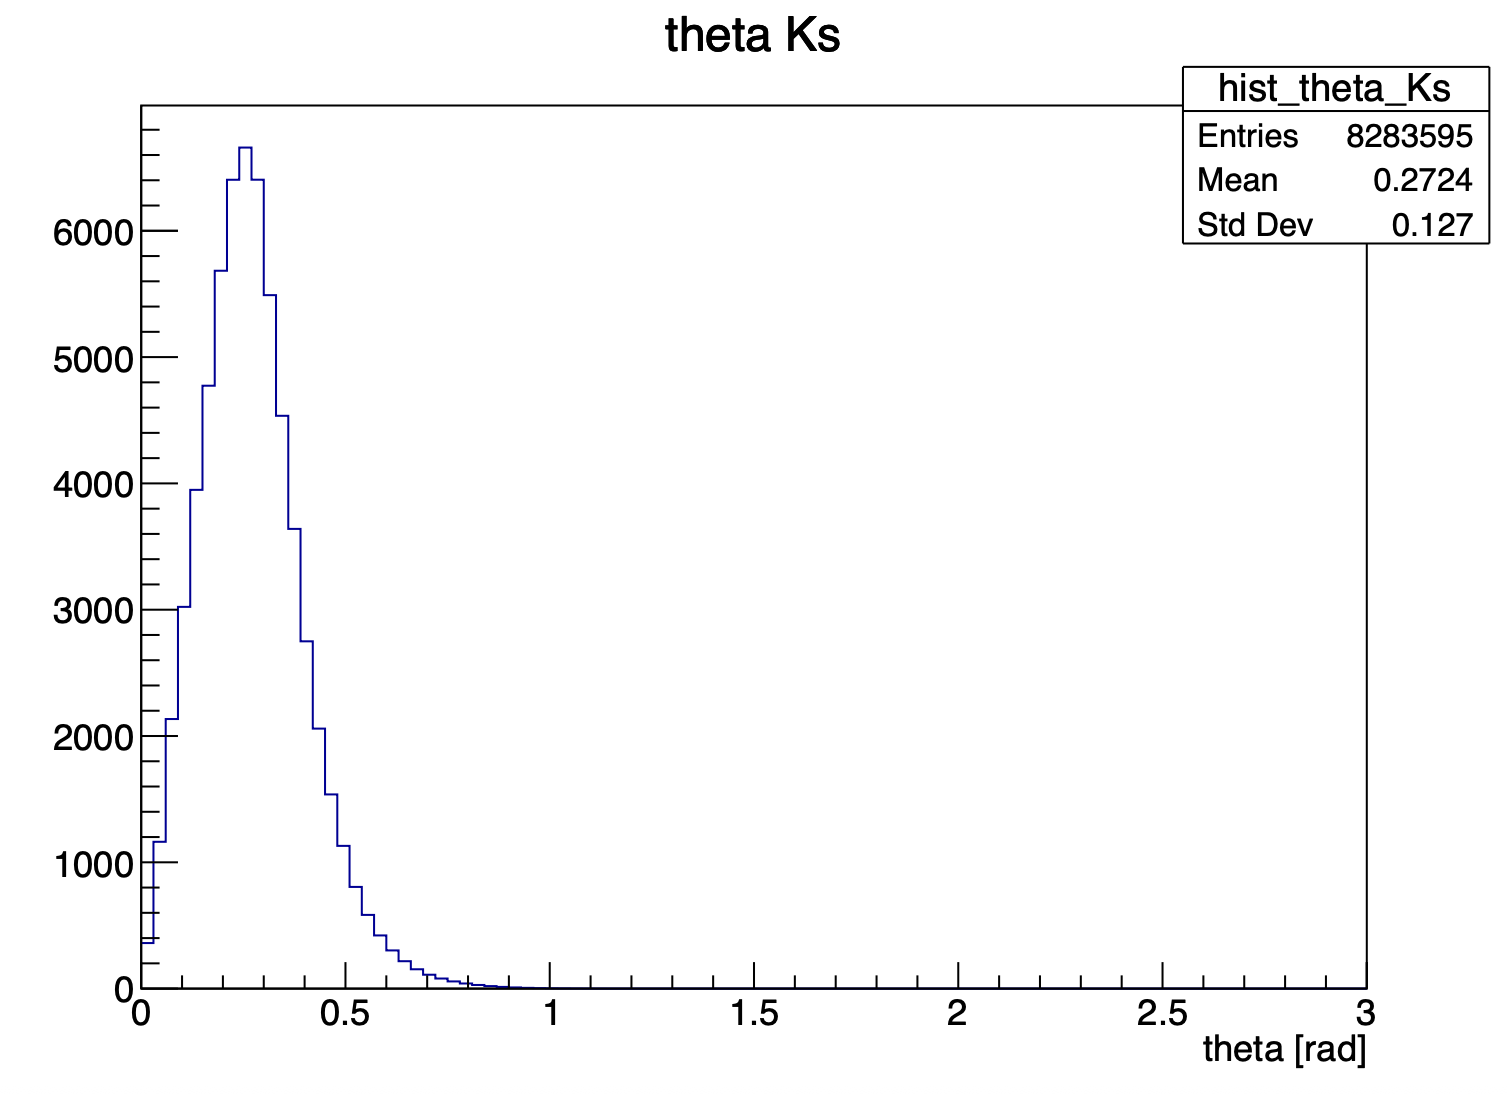 theta Ks
hist_theta_Ks
Entries 8283595
Mean 0.2724
Std Dev 0.127
6000
5000
4000
3000
2000
1000
0
0 0.5 1 1.5 2 2.5 3
theta [rad]